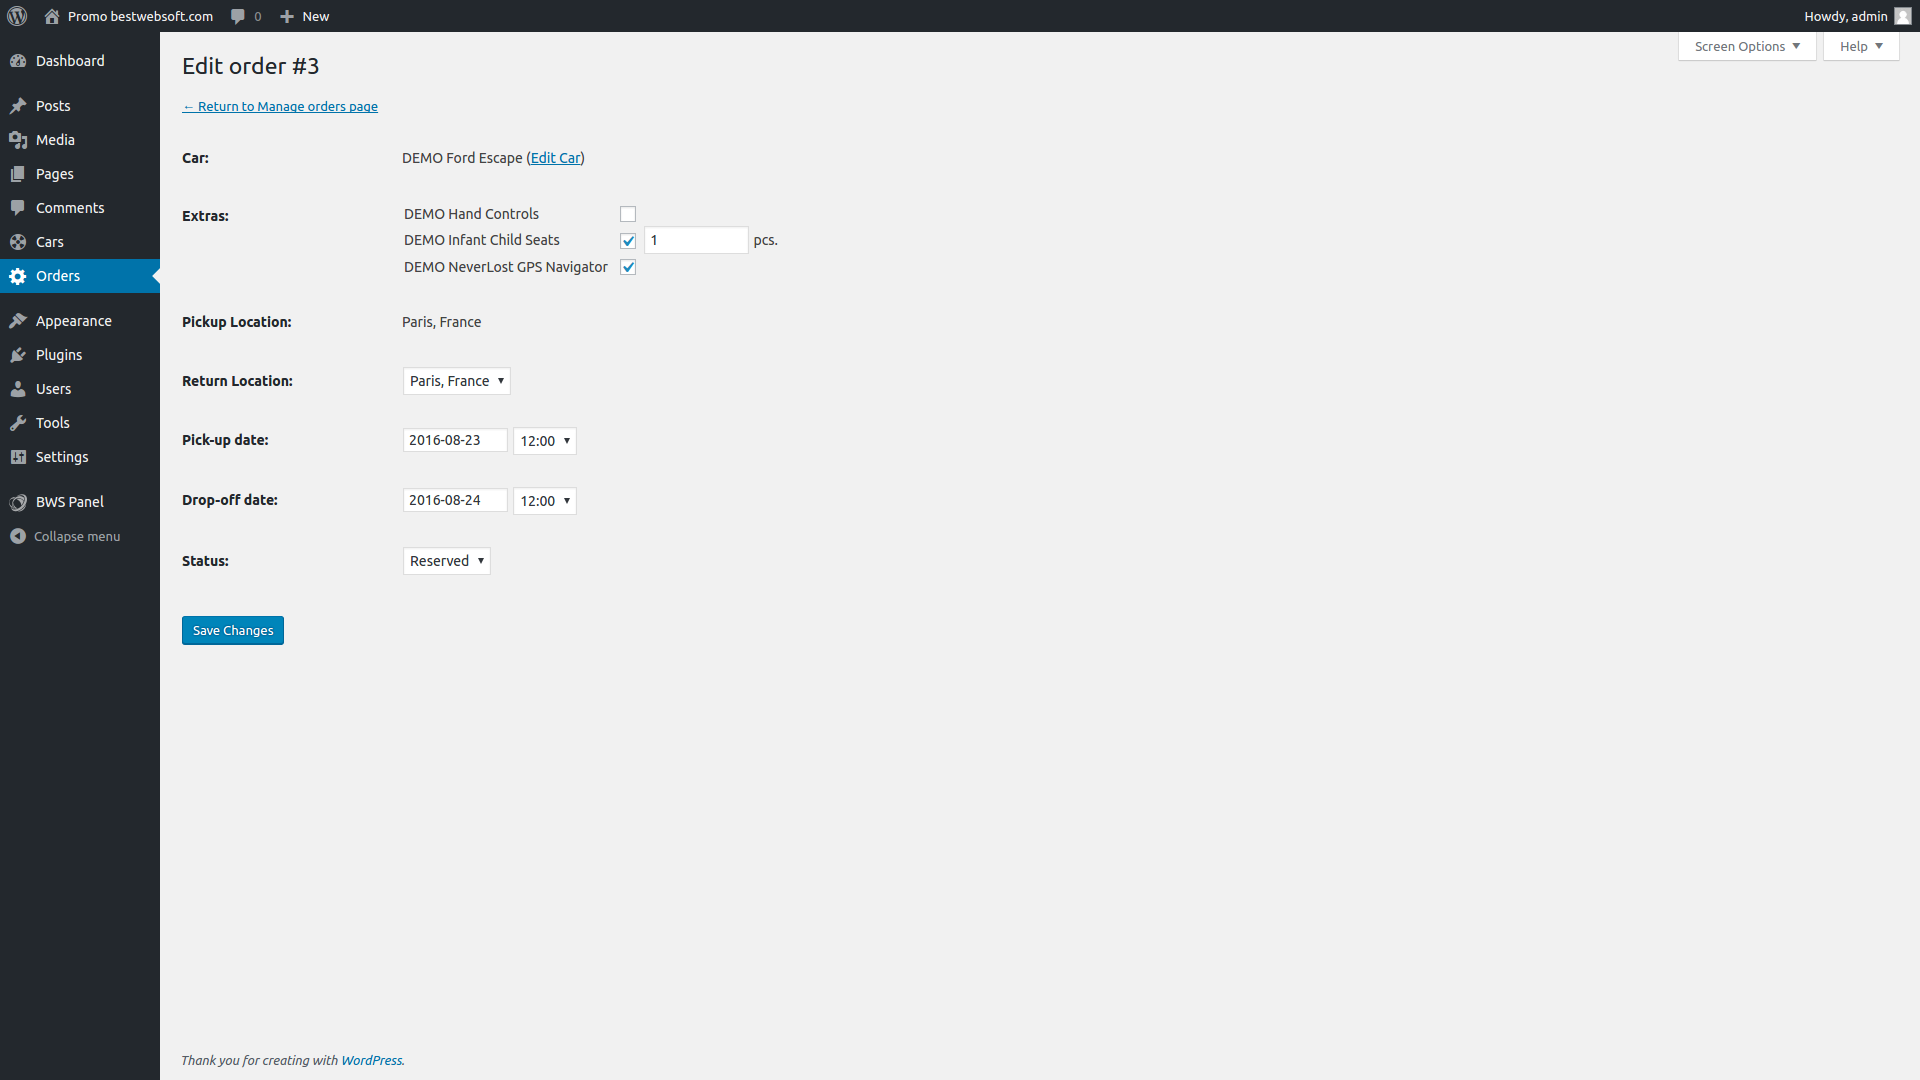 Promo bestwebsoft.com 0 New Howdy, admin
Screen Options ▼ Help ▼
Dashboard
Posts
Media
Pages
Comments
Cars
Orders
Appearance
Plugins
Users
Tools
Settings
BWS Panel
Collapse menu
Edit order #3
← Return to Manage orders page
Car: DEMO Ford Escape (Edit Car)
Extras: DEMO Hand Controls
DEMO Infant Child Seats 1 pcs.
DEMO NeverLost GPS Navigator
Pickup Location: Paris, France
Return Location: Paris, France
Pick-up date: 2016-08-23 12:00
Drop-off date: 2016-08-24 12:00
Status: Reserved
Save Changes
Thank you for creating with WordPress.